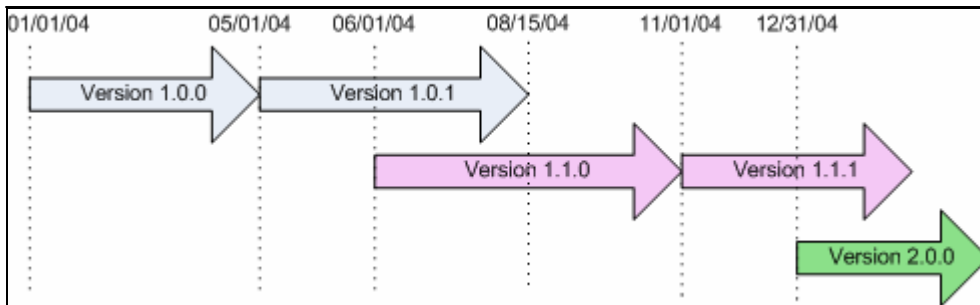 01/01/04 05/01/04 06/01/04 08/15/04 11/01/04 12/31/04
Version 1.0.0 Version 1.0.1
Version 1.1.0 Version 1.1.1
Version 2.0.0